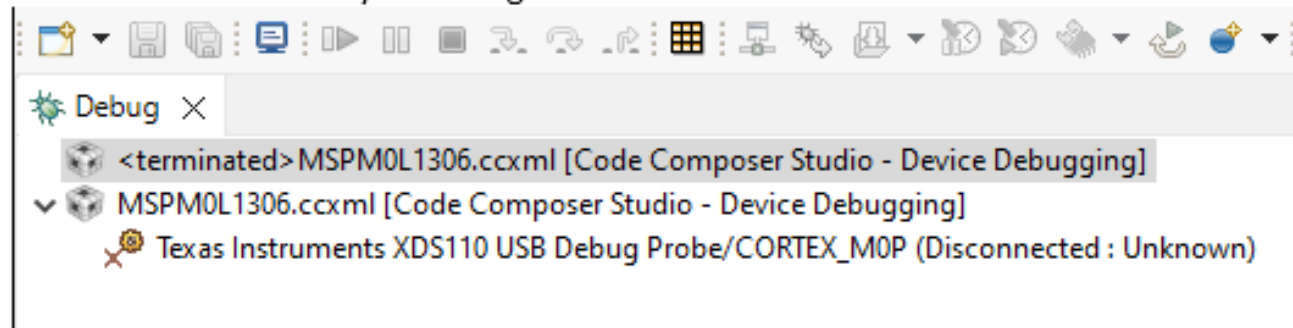 Debug
<terminated>MSPM0L1306.ccxml [Code Composer Studio - Device Debugging]
MSPM0L1306.ccxml [Code Composer Studio - Device Debugging]
Texas Instruments XDS110 USB Debug Probe/CORTEX_M0P (Disconnected : Unknown)